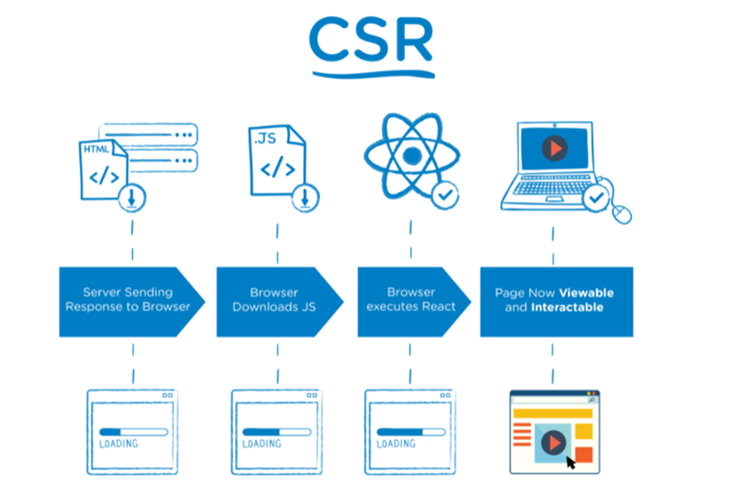 CSR
HTML
</>
.JS
</>
Server Sending
Response to Browser
Browser
Downloads JS
Browser
executes React
Page Now Viewable
and Interactable
LOADING
LOADING
LOADING